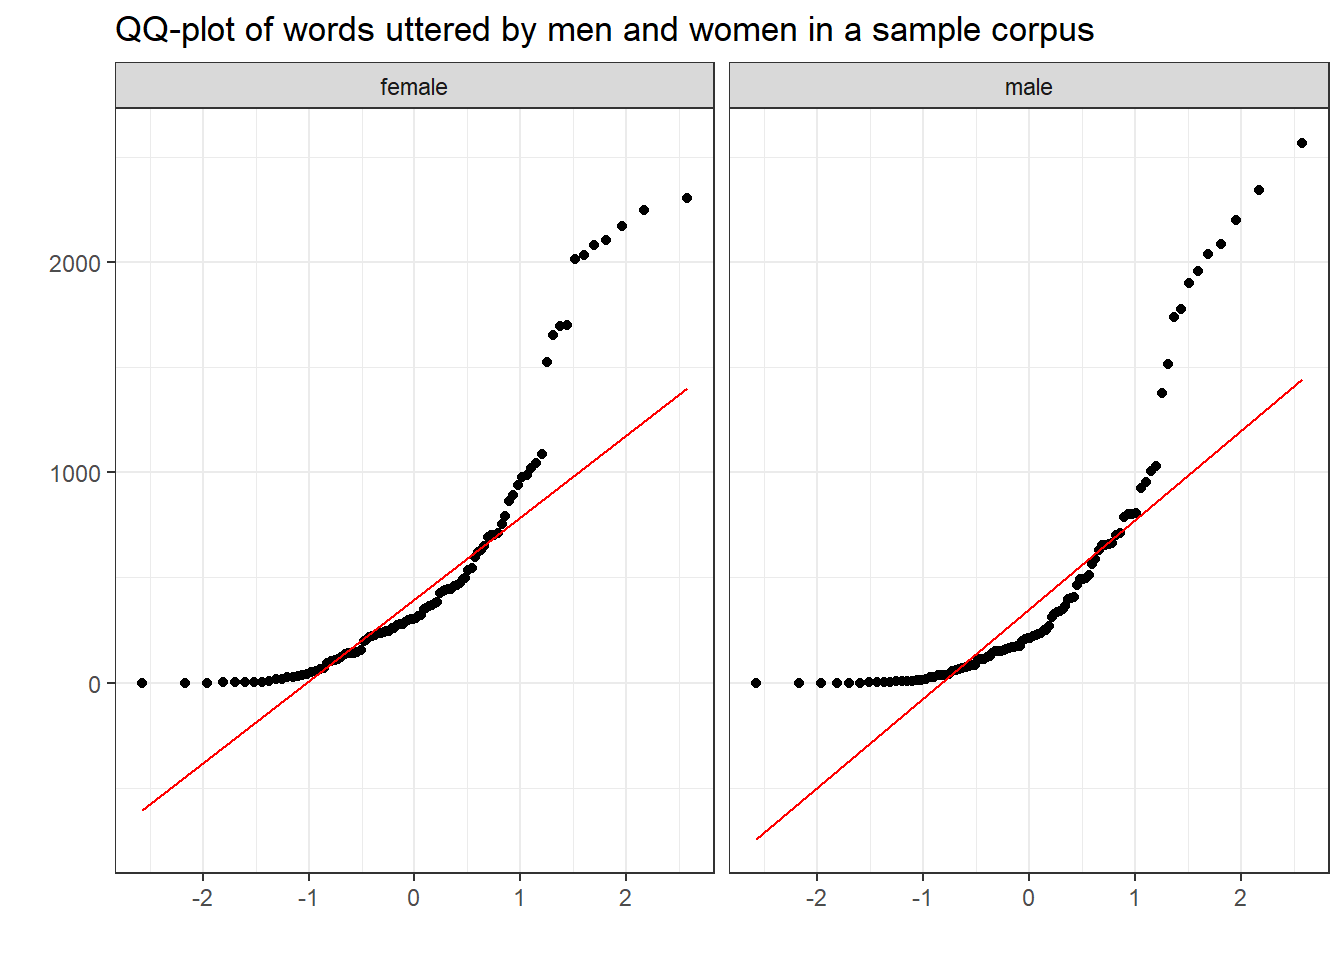 QQ-plot of words uttered by men and women in a sample corpus
female male
2000
1000
0
-2 -1 0 1 2 -2 -1 0 1 2